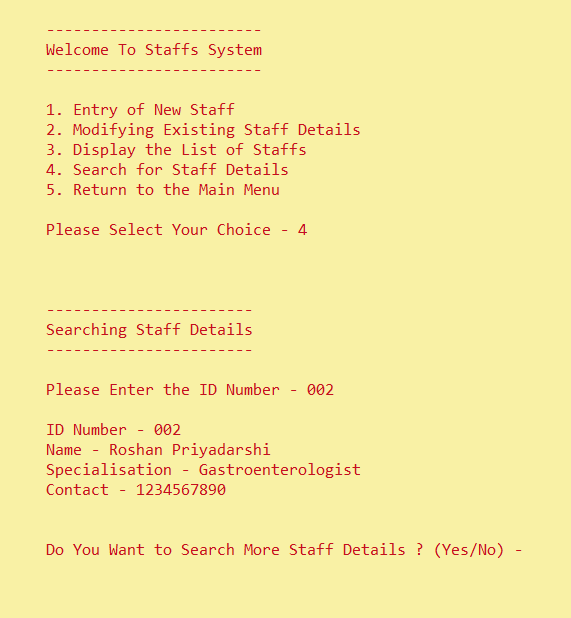 ------------------------
Welcome To Staffs System
------------------------
1. Entry of New Staff
2. Modifying Existing Staff Details
3. Display the List of Staffs
4. Search for Staff Details
5. Return to the Main Menu
Please Select Your Choice - 4
-----------------------
Searching Staff Details
-----------------------
Please Enter the ID Number - 002
ID Number - 002
Name - Roshan Priyadarshi
Specialisation - Gastroenterologist
Contact - 1234567890
Do You Want to Search More Staff Details ? (Yes/No) -